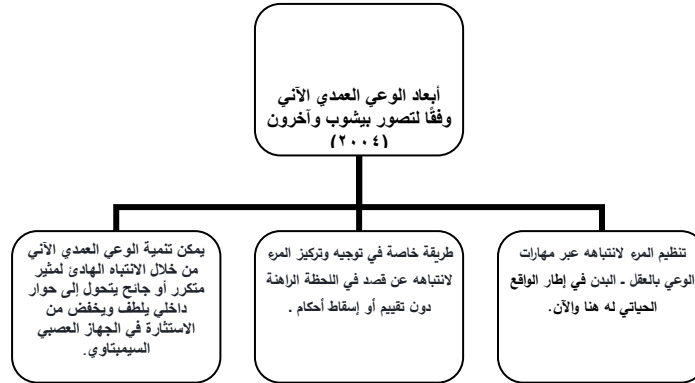 أبعاد الوعي العمدي الآني
وفقًا لتصور بيشوب وآخرون
(٢٠٠٤)
تنظيم المرء لانتباهه عبر مهارات
الوعي بالعقل ـ البدن في إطار الواقع
الحياتي له هنا والآن.
طريقة خاصة في توجيه وتركيز المرء
لانتباهه عن قصد في اللحظة الراهنة
دون تقييم أو إسقاط أحكام .
يمكن تنمية الوعي العمدي الآني
من خلال الانتباه الهادئ لمثير
متكرر أو جانح يتحول إلى حوار
داخلي يلطف ويخفض من
الاستثارة في الجهاز العصبي
السيمبتاوي.